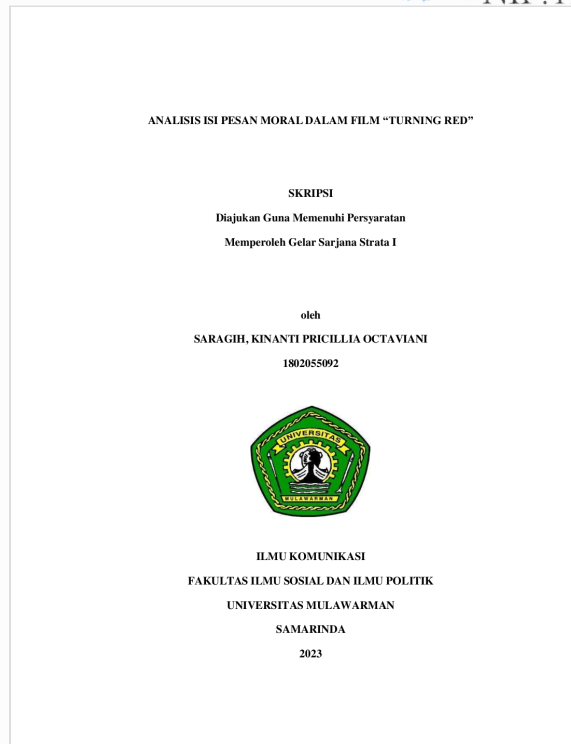 ANALISIS ISI PESAN MORAL DALAM FILM “TURNING RED”
SKRIPSI
Diajukan Guna Memenuhi Persyaratan
Memperoleh Gelar Sarjana Strata I
oleh
SARAGIH, KINANTI PRICILLIA OCTAVIANI
1802055092
UNIVERSITAS
MULAWARMAN
ILMU KOMUNIKASI
FAKULTAS ILMU SOSIAL DAN ILMU POLITIK
UNIVERSITAS MULAWARMAN
SAMARINDA
2023